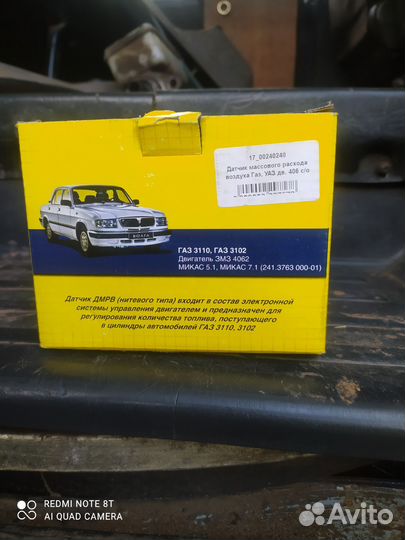 17_00240240
Датчик массового расхода
воздуха Газ, УАЗ дв. 406 с/о
ВОЛГА
ГАЗ 3110, ГАЗ 3102
Двигатель ЗМЗ 4062
МИКАС 5.1, МИКАС 7.1 (241.3763 000-01)
Датчик ДМРВ (нитевого типа) входит в состав электронной
системы управления двигателем и предназначен для
регулирования количества топлива, поступающего
в цилиндры автомобилей ГАЗ 3110, 3102
REDMI NOTE 8T
AI QUAD CAMERA
Avito